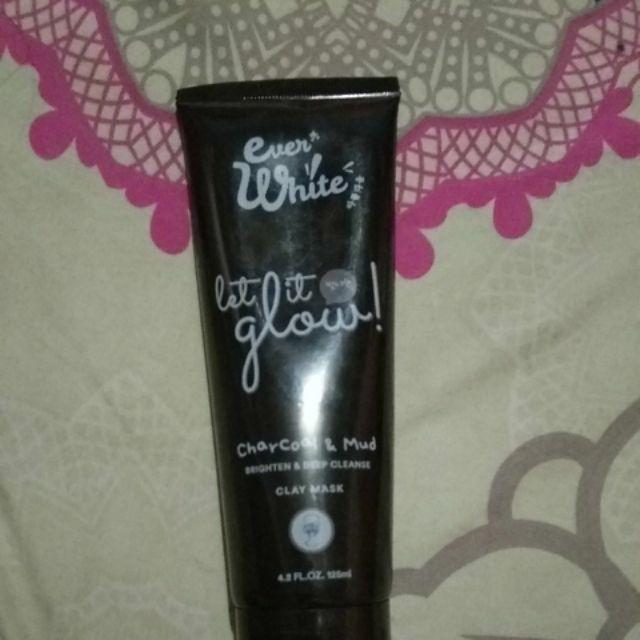 ever
White
let it
glow!
Charcoal & Mud
BRIGHTEN & DEEP CLEANSE
CLAY MASK
4.2 FL.OZ. 125ml